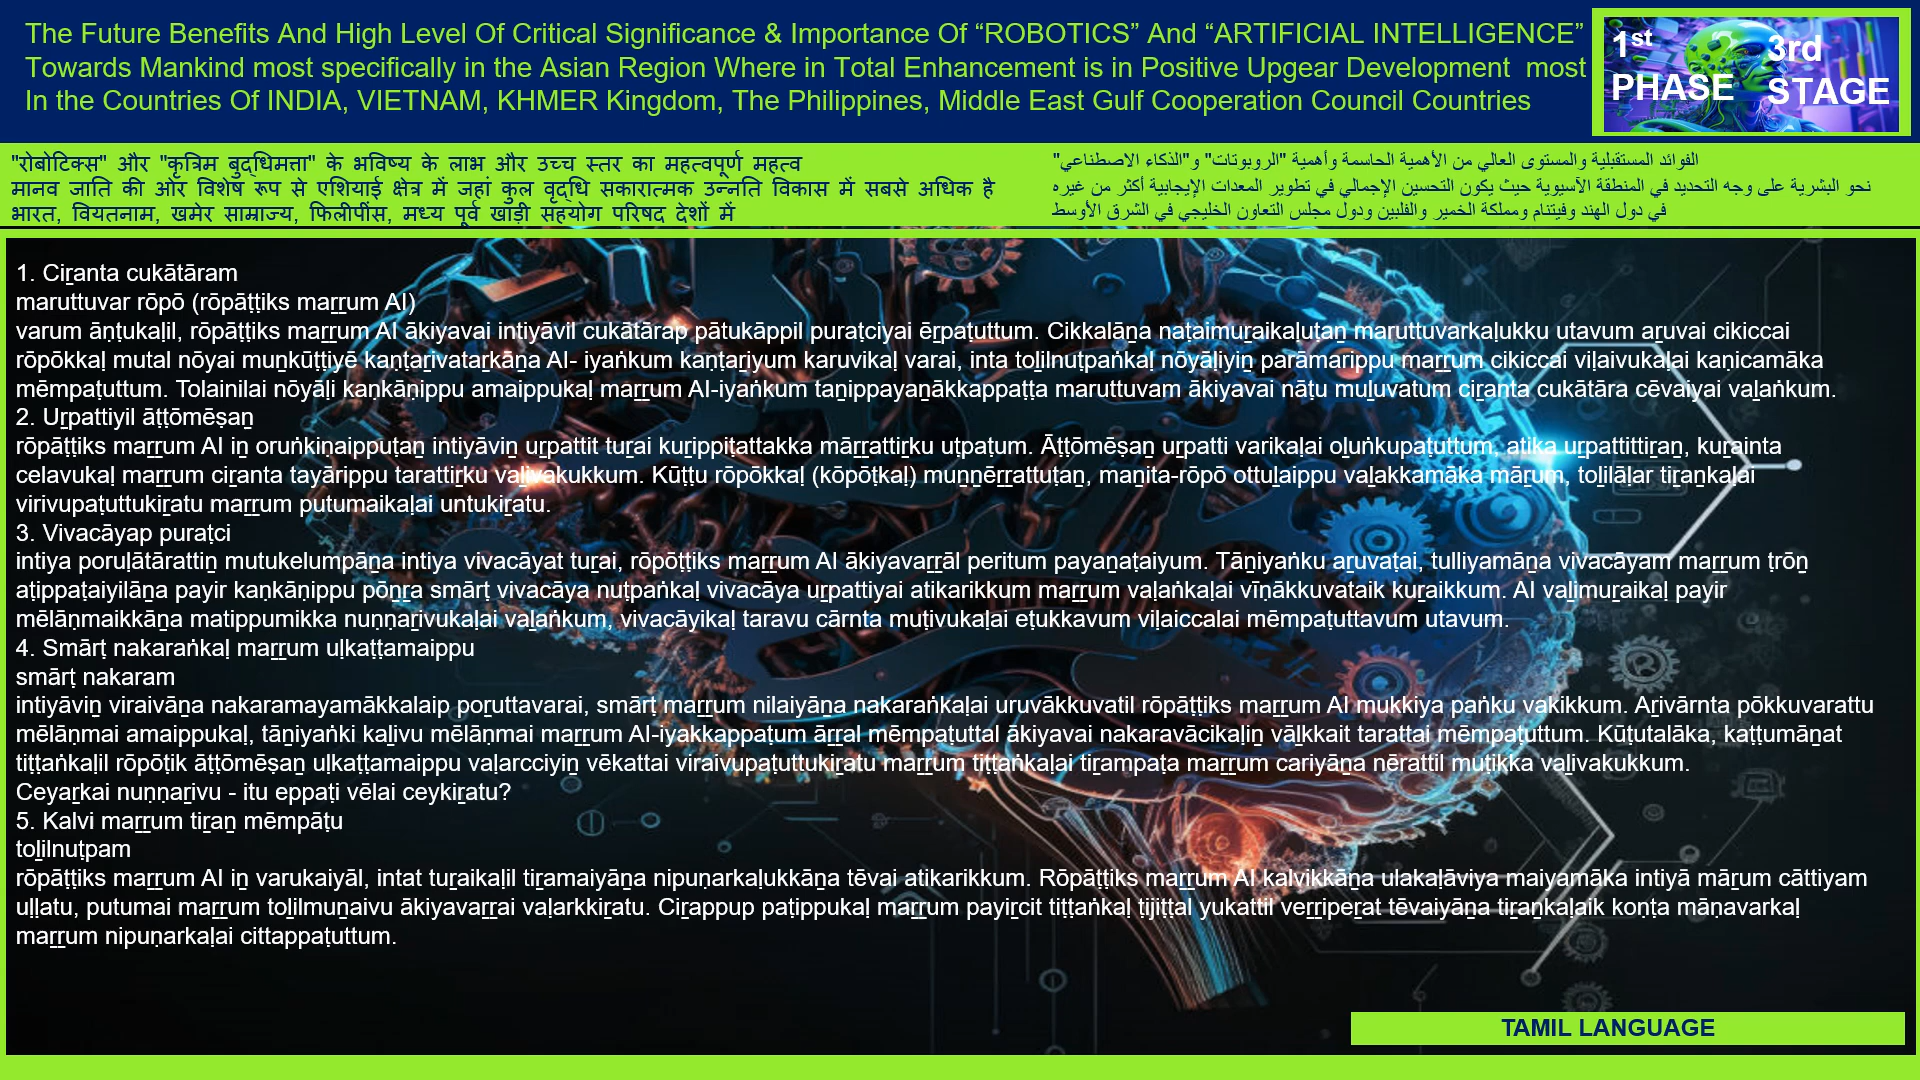 The Future Benefits And High Level Of Critical Significance & Importance Of “ROBOTICS” And “ARTIFICIAL INTELLIGENCE”
Towards Mankind most specifically in the Asian Region Where in Total Enhancement is in Positive Upgear Development  most
In the Countries Of INDIA, VIETNAM, KHMER Kingdom, The Philippines, Middle East Gulf Cooperation Council Countries
1st
PHASE
3rd
STAGE
"रोबोटिक्स" और "कृत्रिम बुद्धिमत्ता" के भविष्य के लाभ और उच्च स्तर का महत्वपूर्ण महत्व
मानव जाति की ओर विशेष रूप से एशियाई क्षेत्र में जहां कुल वृद्धि सकारात्मक उन्नति विकास में सबसे अधिक है
भारत, वियतनाम, खमेर साम्राज्य, फिलीपींस, मध्य पूर्व खाड़ी सहयोग परिषद देशों में
الفوائد المستقبلية والمستوى العالي من الأهمية الحاسمة وأهمية "الروبوتات" و"الذكاء الاصطناعي"
نحو البشرية على وجه التحديد في المنطقة الآسيوية حيث يكون التحسين الإجمالي في تطوير المعدات الإيجابية أكثر من غيره
في دول الهند وفيتنام ومملكة الخمير والفلبين ودول مجلس التعاون الخليجي في الشرق الأوسط
1. Ciṟanta cukātāram
maruttuvar rōpō (rōpāṭṭiks maṟṟum AI)
varum āṇṭukaḷil, rōpāṭṭiks maṟṟum AI ākiyavai intiyāvil cukātārap pātukāppil puraṭciyai ēṟpaṭuttum. Cikkalāṉa naṭaimuṟaikaḷuṭaṉ maruttuvarkaḷukku utavum aṟuvai cikiccai
rōpōkkaḷ mutal nōyai muṉkūṭṭiyē kaṇṭaṟivataṟkāṉa AI- iyaṅkum kaṇṭaṟiyum karuvikaḷ varai, inta toḻilnuṭpaṅkaḷ nōyāḷiyiṉ parāmarippu maṟṟum cikiccai viḷaivukaḷai kaṇicamāka
mēmpaṭuttum. Tolainilai nōyāḷi kaṇkāṇippu amaippukaḷ maṟṟum AI-iyaṅkum taṉippayaṉākkappaṭṭa maruttuvam ākiyavai nāṭu muḻuvatum ciṟanta cukātāra cēvaiyai vaḻaṅkum.
2. Uṟpattiyil āṭṭōmēṣaṉ
rōpāṭṭiks maṟṟum AI iṉ oruṅkiṇaippuṭaṉ intiyāviṉ uṟpattit tuṟai kuṟippiṭattakka māṟṟattiṟku uṭpaṭum. Āṭṭōmēṣaṉ uṟpatti varikaḷai oḻuṅkupaṭuttum, atika uṟpattittiṟaṉ, kuṟainta
celavukaḷ maṟṟum ciṟanta tayārippu tarattiṟku vaḻivakukkum. Kūṭṭu rōpōkkaḷ (kōpōṭkaḷ) muṉṉēṟṟattuṭaṉ, maṉita-rōpō ottuḻaippu vaḻakkamāka māṟum, toḻilāḷar tiṟaṉkaḷai
virivupaṭuttukiṟatu maṟṟum putumaikaḷai untukiṟatu.
3. Vivacāyap puraṭci
intiya poruḷātārattiṉ mutukelumpāṉa intiya vivacāyat tuṟai, rōpōṭṭiks maṟṟum AI ākiyavaṟṟāl peritum payaṉaṭaiyum. Tāṉiyaṅku aṟuvaṭai, tulliyamāṉa vivacāyam maṟṟum ṭrōṉ
aṭippaṭaiyilāṉa payir kaṇkāṇippu pōṉṟa smārṭ vivacāya nuṭpaṅkaḷ vivacāya uṟpattiyai atikarikkum maṟṟum vaḷaṅkaḷai vīṇākkuvataik kuṟaikkum. AI vaḻimuṟaikaḷ payir
mēlāṇmaikkāṉa matippumikka nuṇṇaṟivukaḷai vaḻaṅkum, vivacāyikaḷ taravu cārnta muṭivukaḷai eṭukkavum viḷaiccalai mēmpaṭuttavum utavum.
4. Smārṭ nakaraṅkaḷ maṟṟum uḷkaṭṭamaippu
smārṭ nakaram
intiyāviṉ viraivāṉa nakaramayamākkalaip poṟuttavarai, smārṭ maṟṟum nilaiyāṉa nakaraṅkaḷai uruvākkuvatil rōpāṭṭiks maṟṟum AI mukkiya paṅku vakikkum. Aṟivārnta pōkkuvarattu
mēlāṇmai amaippukaḷ, tāṉiyaṅki kaḻivu mēlāṇmai maṟṟum AI-iyakkappaṭum āṟṟal mēmpaṭuttal ākiyavai nakaravācikaḷiṉ vāḻkkait tarattai mēmpaṭuttum. Kūṭutalāka, kaṭṭumāṉat
tiṭṭaṅkaḷil rōpōṭik āṭṭōmēṣaṉ uḷkaṭṭamaippu vaḷarcciyiṉ vēkattai viraivupaṭuttukiṟatu maṟṟum tiṭṭaṅkaḷai tiṟampaṭa maṟṟum cariyāṉa nērattil muṭikka vaḻivakukkum.
Ceyaṟkai nuṇṇaṟivu - itu eppaṭi vēlai ceykiṟatu?
5. Kalvi maṟṟum tiṟaṉ mēmpāṭu
toḻilnuṭpam
rōpāṭṭiks maṟṟum AI iṉ varukaiyāl, intat tuṟaikaḷil tiṟamaiyāṉa nipuṇarkaḷukkāṉa tēvai atikarikkum. Rōpāṭṭiks maṟṟum AI kalvikkāṉa ulakaḷāviya maiyamāka intiyā māṟum cāttiyam
uḷḷatu, putumai maṟṟum toḻilmuṉaivu ākiyavaṟṟai vaḷarkkiṟatu. Ciṟappup paṭippukaḷ maṟṟum payiṟcit tiṭṭaṅkaḷ ṭijiṭṭal yukattil veṟṟipeṟat tēvaiyāṉa tiṟaṉkaḷaik koṇṭa māṇavarkaḷ
maṟṟum nipuṇarkaḷai cittappaṭuttum.
TAMIL LANGUAGE